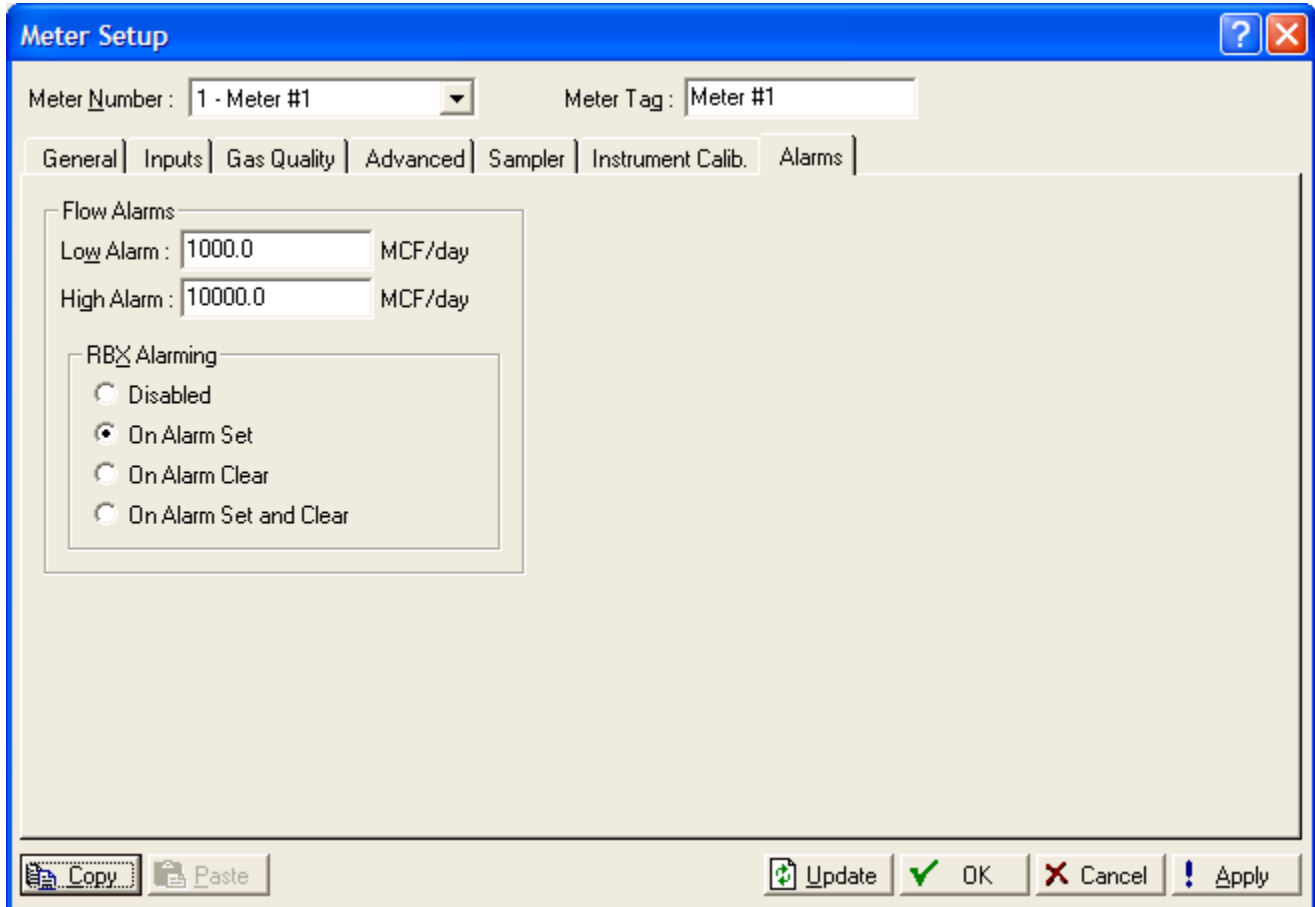 Meter Setup
Meter Number : 1 - Meter #1 Meter Tag : Meter #1
General Inputs Gas Quality Advanced Sampler Instrument Calib. Alarms
Flow Alarms
Low Alarm : 1000.0 MCF/day
High Alarm : 10000.0 MCF/day
RBX Alarming
Disabled
On Alarm Set
On Alarm Clear
On Alarm Set and Clear
Copy Paste Update OK Cancel ! Apply